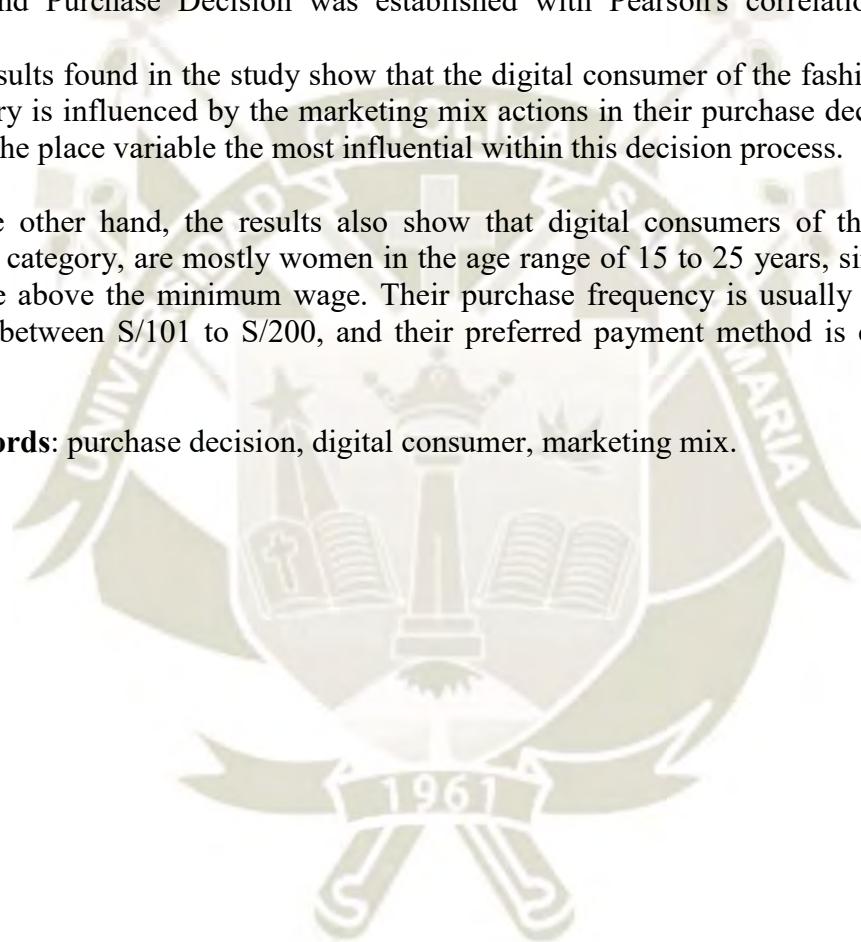 nd Purchase Decision was established with Pearson's correlatio
sults found in the study show that the digital consumer of the fashi
ry is influenced by the marketing mix actions in their purchase dec
he place variable the most influential within this decision process.
e other hand, the results also show that digital consumers of th
category, are mostly women in the age range of 15 to 25 years, si
e above the minimum wage. Their purchase frequency is usually
between S/101 to S/200, and their preferred payment method is
ords: purchase decision, digital consumer, marketing mix.
UNIVERSIDAD CATOLICA S MARIA
1961